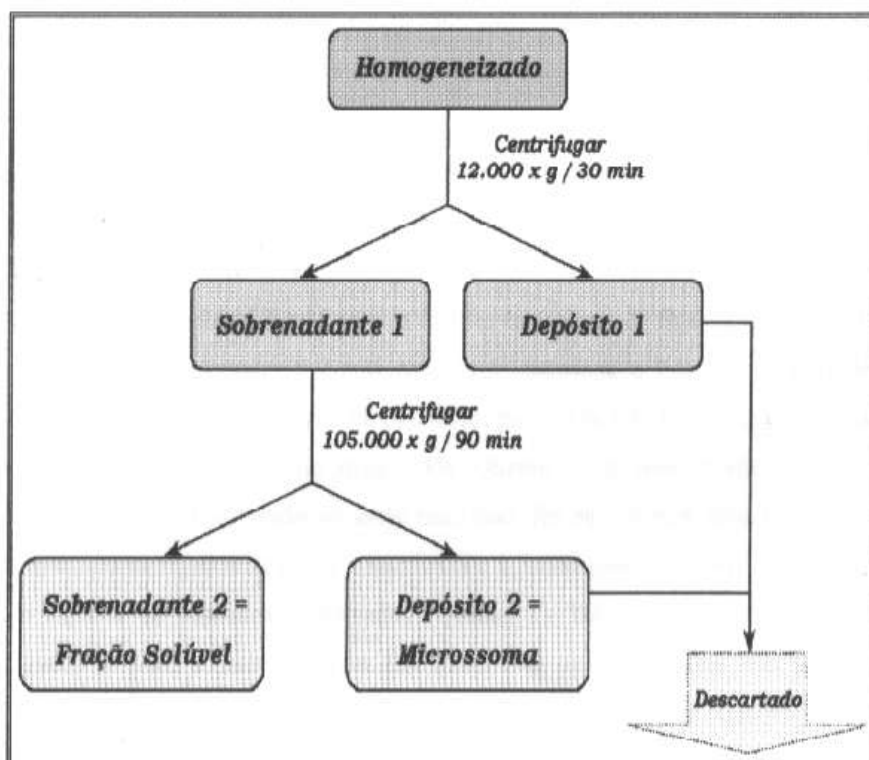 Homogeneizado
Centrifugar
12.000 x g / 30 min
Sobrenadante 1
Depósito 1
Centrifugar
105.000 x g / 90 min
Sobrenadante 2 =
Fração Solúvel
Depósito 2 =
Microssoma
Descartado